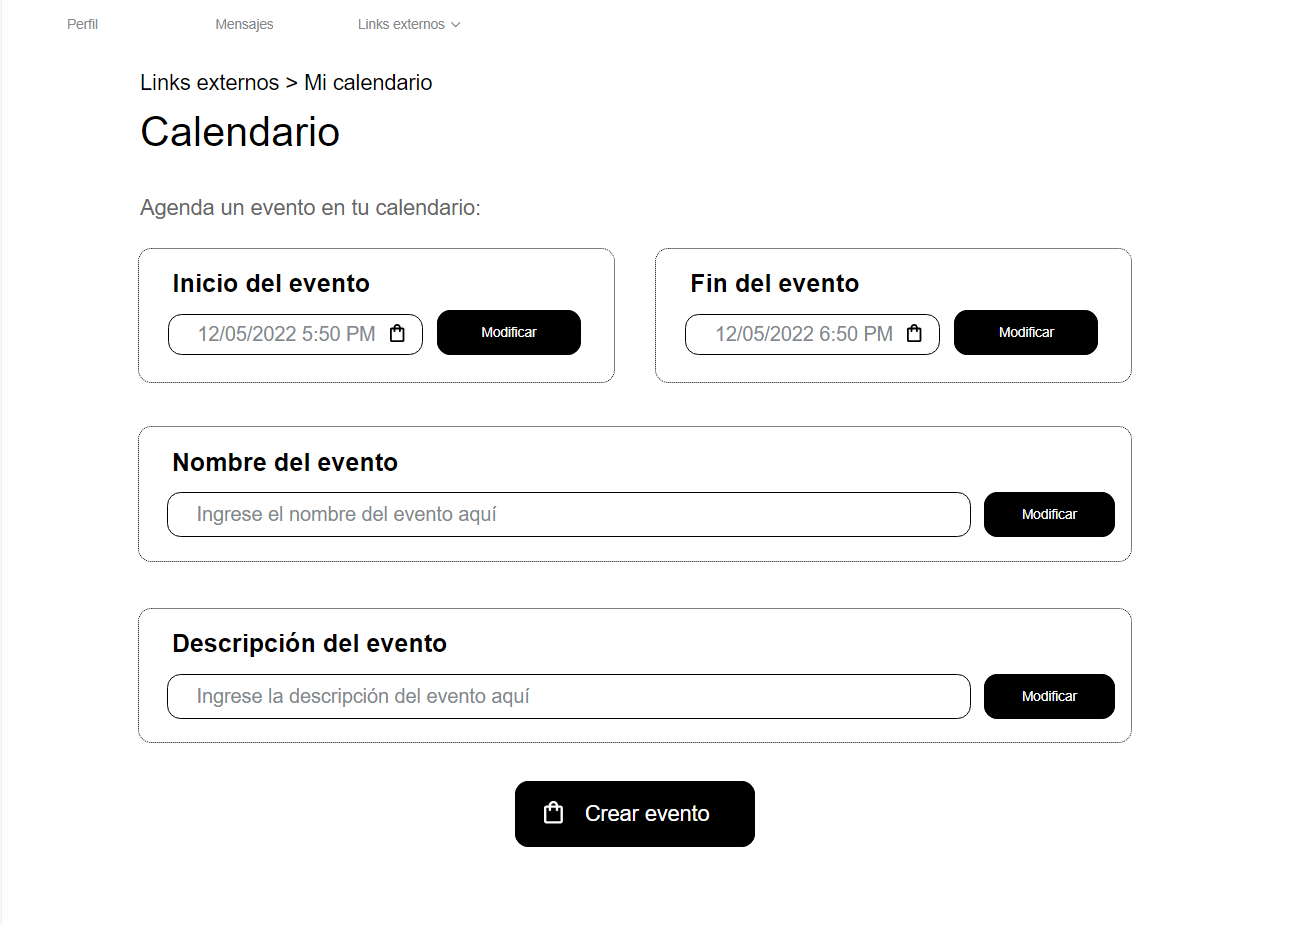 Perfil Mensajes Links externos
Links externos > Mi calendario
Calendario
Agenda un evento en tu calendario:
Inicio del evento
12/05/2022 5:50 PM Modificar
Fin del evento
12/05/2022 6:50 PM Modificar
Nombre del evento
Ingrese el nombre del evento aquí Modificar
Descripción del evento
Ingrese la descripción del evento aquí Modificar
Crear evento